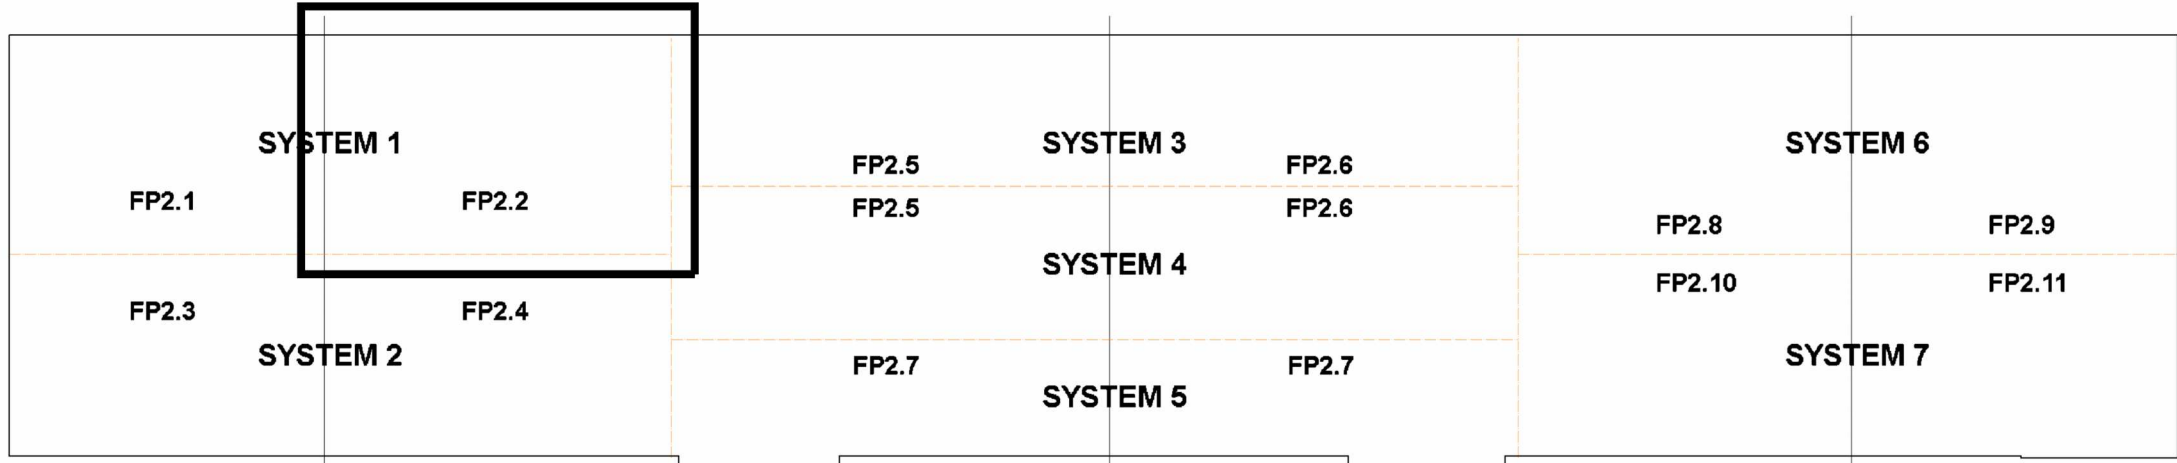 SYSTEM 1
FP2.1
FP2.2
FP2.3
FP2.4
SYSTEM 2
SYSTEM 3
FP2.5
FP2.6
FP2.5
FP2.6
SYSTEM 4
FP2.7
FP2.7
SYSTEM 5
SYSTEM 6
FP2.8
FP2.9
FP2.10
FP2.11
SYSTEM 7